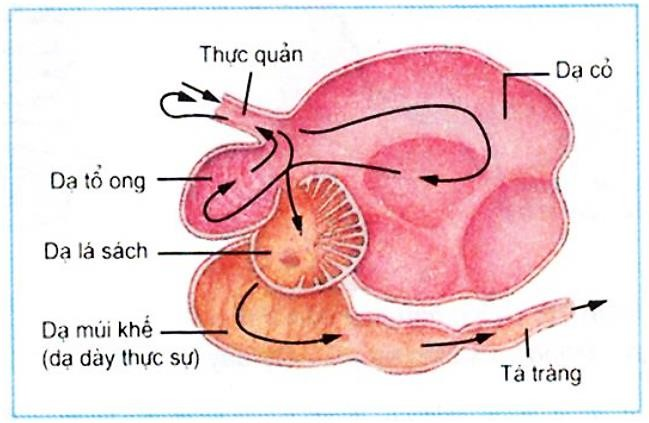 Thực quản
Dạ cỏ
Dạ tổ ong
Dạ lá sách
Dạ múi khế
(dạ dày thực sự)
Tá tràng